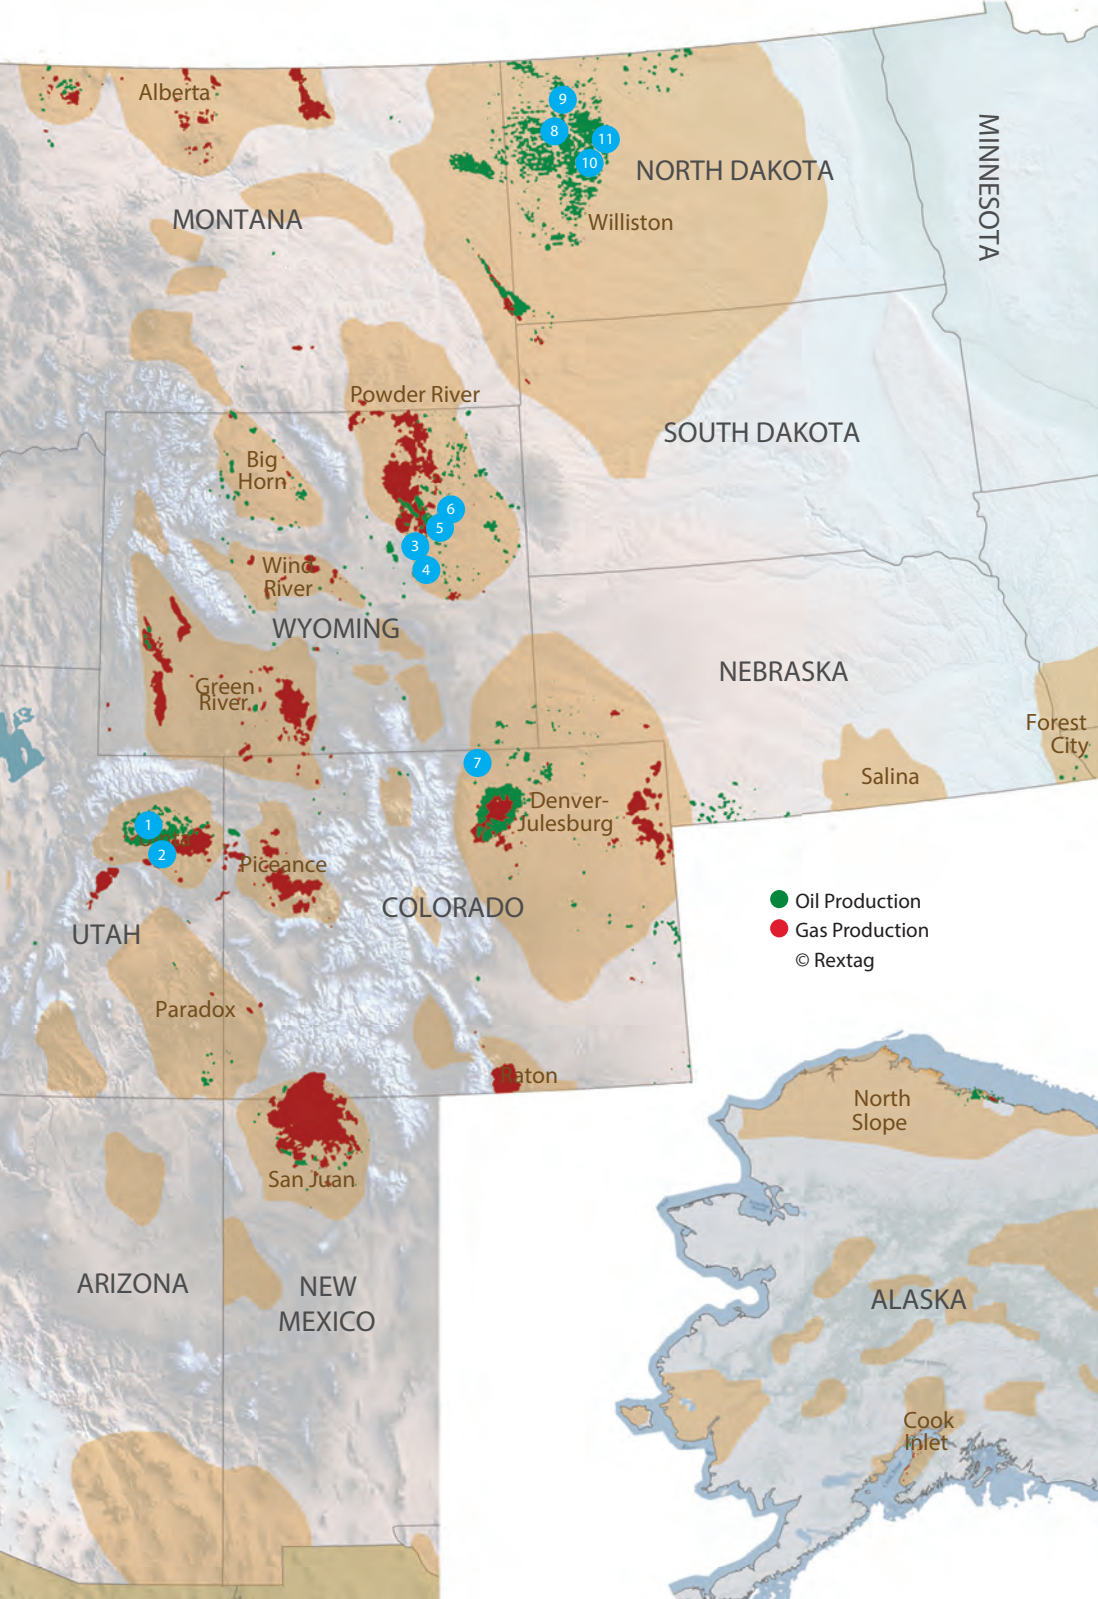 Alberta
9
8
11
10
NORTH DAKOTA
MINNESOTA
MONTANA
Williston
Powder River
SOUTH DAKOTA
Big
Horn
6
5
3
4
Wind
River
WYOMING
NEBRASKA
Green
River
Forest
City
7
Salina
Denver-
Julesburg
1
2
Piceance
COLORADO
Oil Production
Gas Production
© Rextag
UTAH
Paradox
Raton
North
Slope
San Juan
ARIZONA
NEW
MEXICO
ALASKA
Cook
Inlet